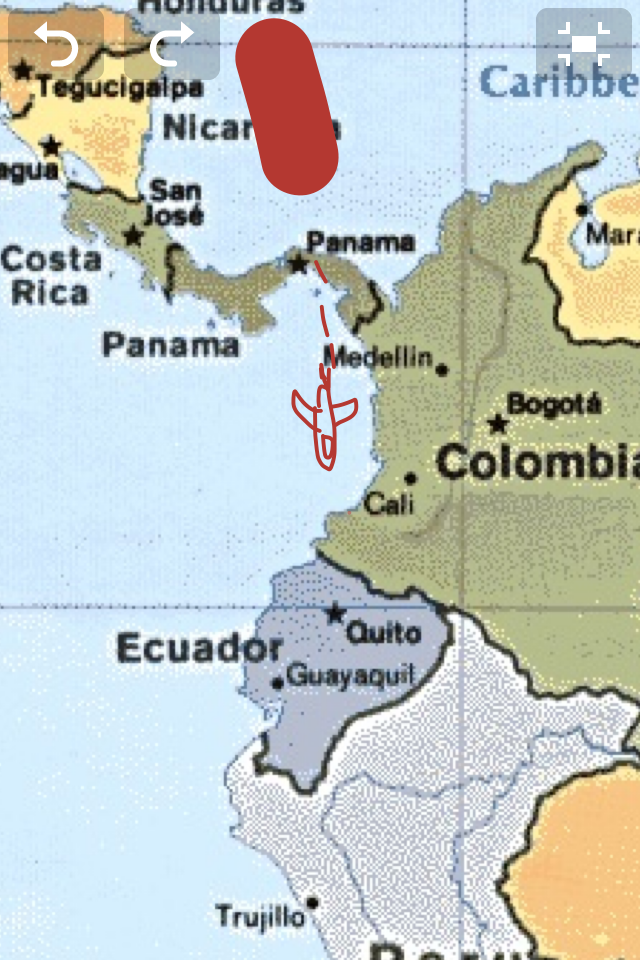 Honduras
Caribbe
Tegucigalpa
Nicar
agua
San
José
Panama
Mara
Costa
Rica
Panama
Medellin
Bogotá
Colombia
Cali
Ecuador
Quito
Guayaquil
Trujillo
Peru